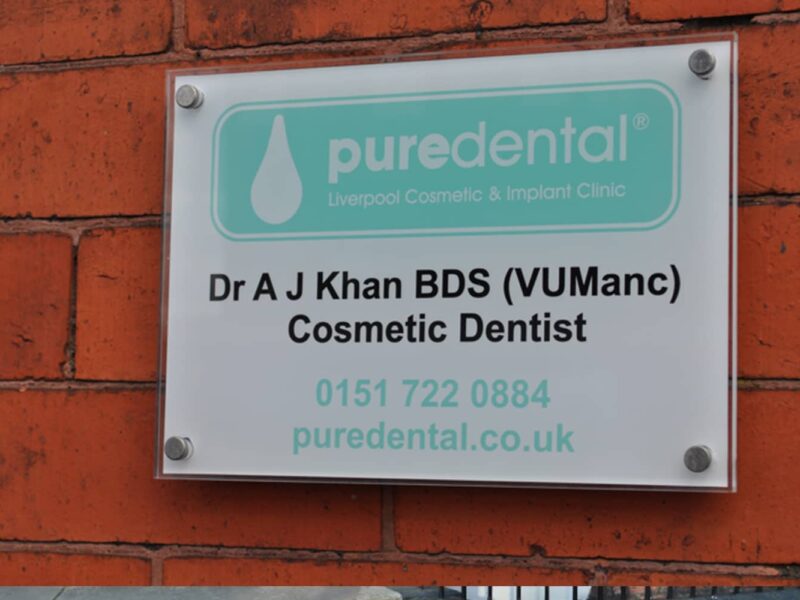 puredental®
Liverpool Cosmetic & Implant Clinic
Dr A J Khan BDS (VUManc)
Cosmetic Dentist
0151 722 0884
puredental.co.uk